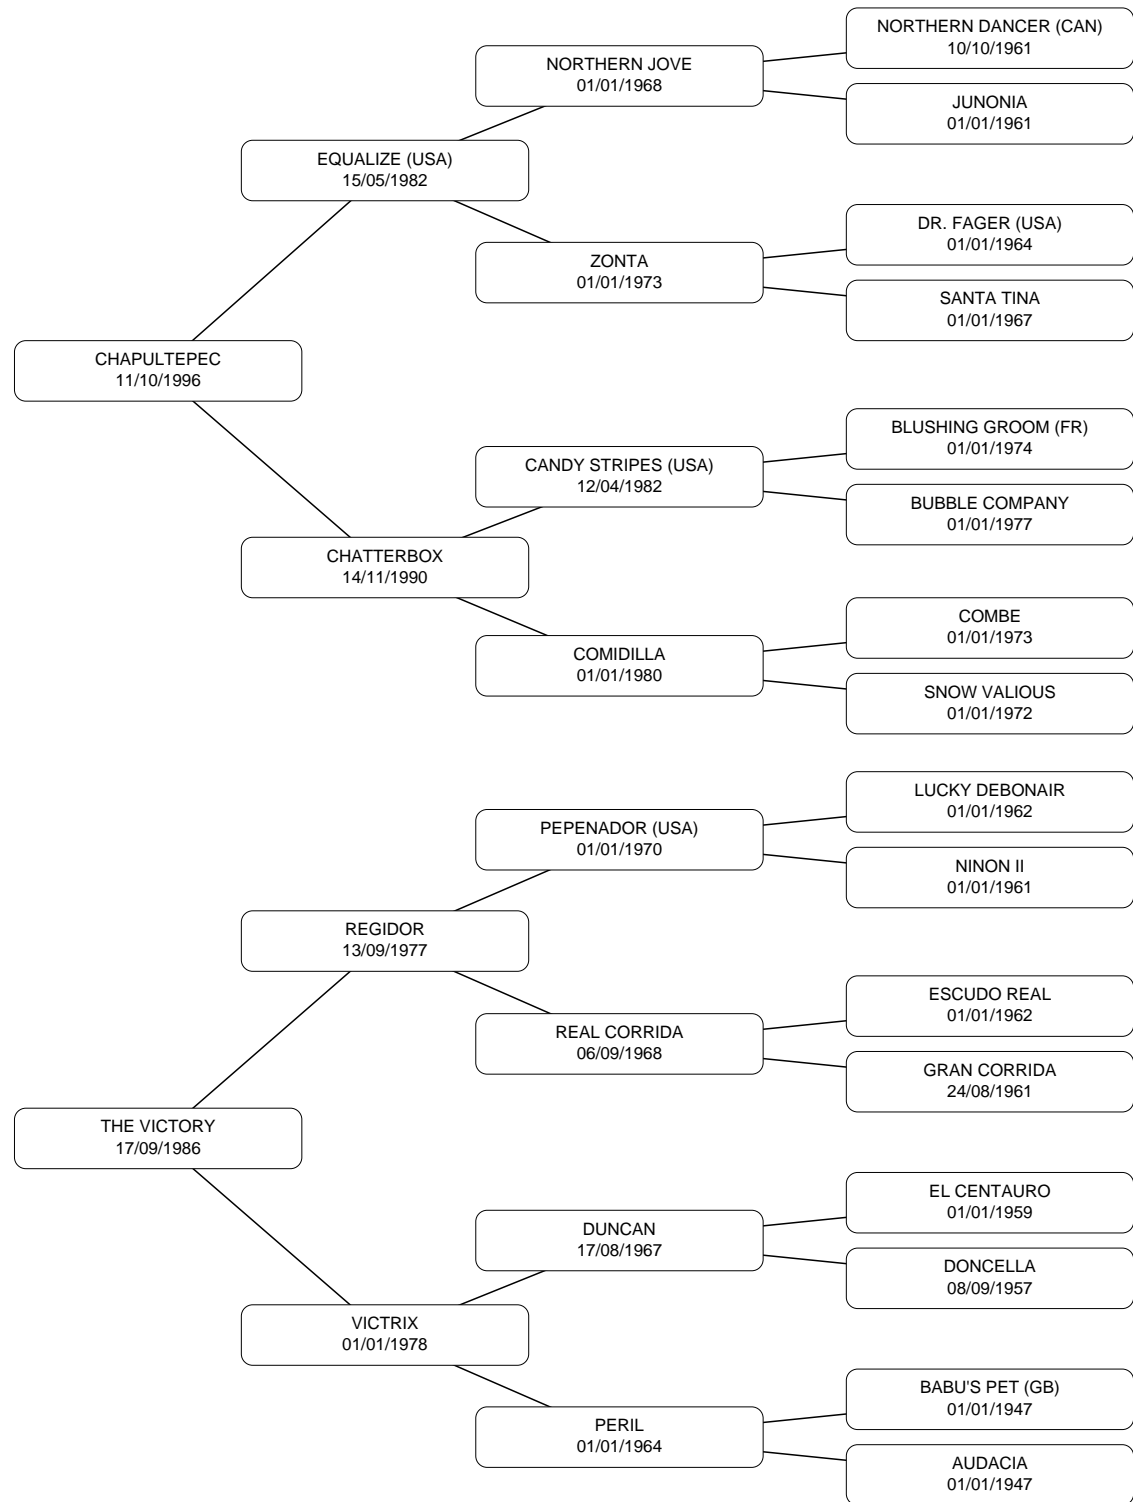 NORTHERN DANCER (CAN)
10/10/1961
NORTHERN JOVE
01/01/1968
JUNONIA
01/01/1961
EQUALIZE (USA)
15/05/1982
DR. FAGER (USA)
01/01/1964
ZONTA
01/01/1973
SANTA TINA
01/01/1967
CHAPULTEPEC
11/10/1996
BLUSHING GROOM (FR)
01/01/1974
CANDY STRIPES (USA)
12/04/1982
BUBBLE COMPANY
01/01/1977
CHATTERBOX
14/11/1990
COMBE
01/01/1973
COMIDILLA
01/01/1980
SNOW VALIOUS
01/01/1972
LUCKY DEBONAIR
01/01/1962
PEPENADOR (USA)
01/01/1970
NINON II
01/01/1961
REGIDOR
13/09/1977
ESCUDO REAL
01/01/1962
REAL CORRIDA
06/09/1968
GRAN CORRIDA
24/08/1961
THE VICTORY
17/09/1986
EL CENTAURO
01/01/1959
DUNCAN
17/08/1967
DONCELLA
08/09/1957
VICTRIX
01/01/1978
BABU'S PET (GB)
01/01/1947
PERIL
01/01/1964
AUDACIA
01/01/1947